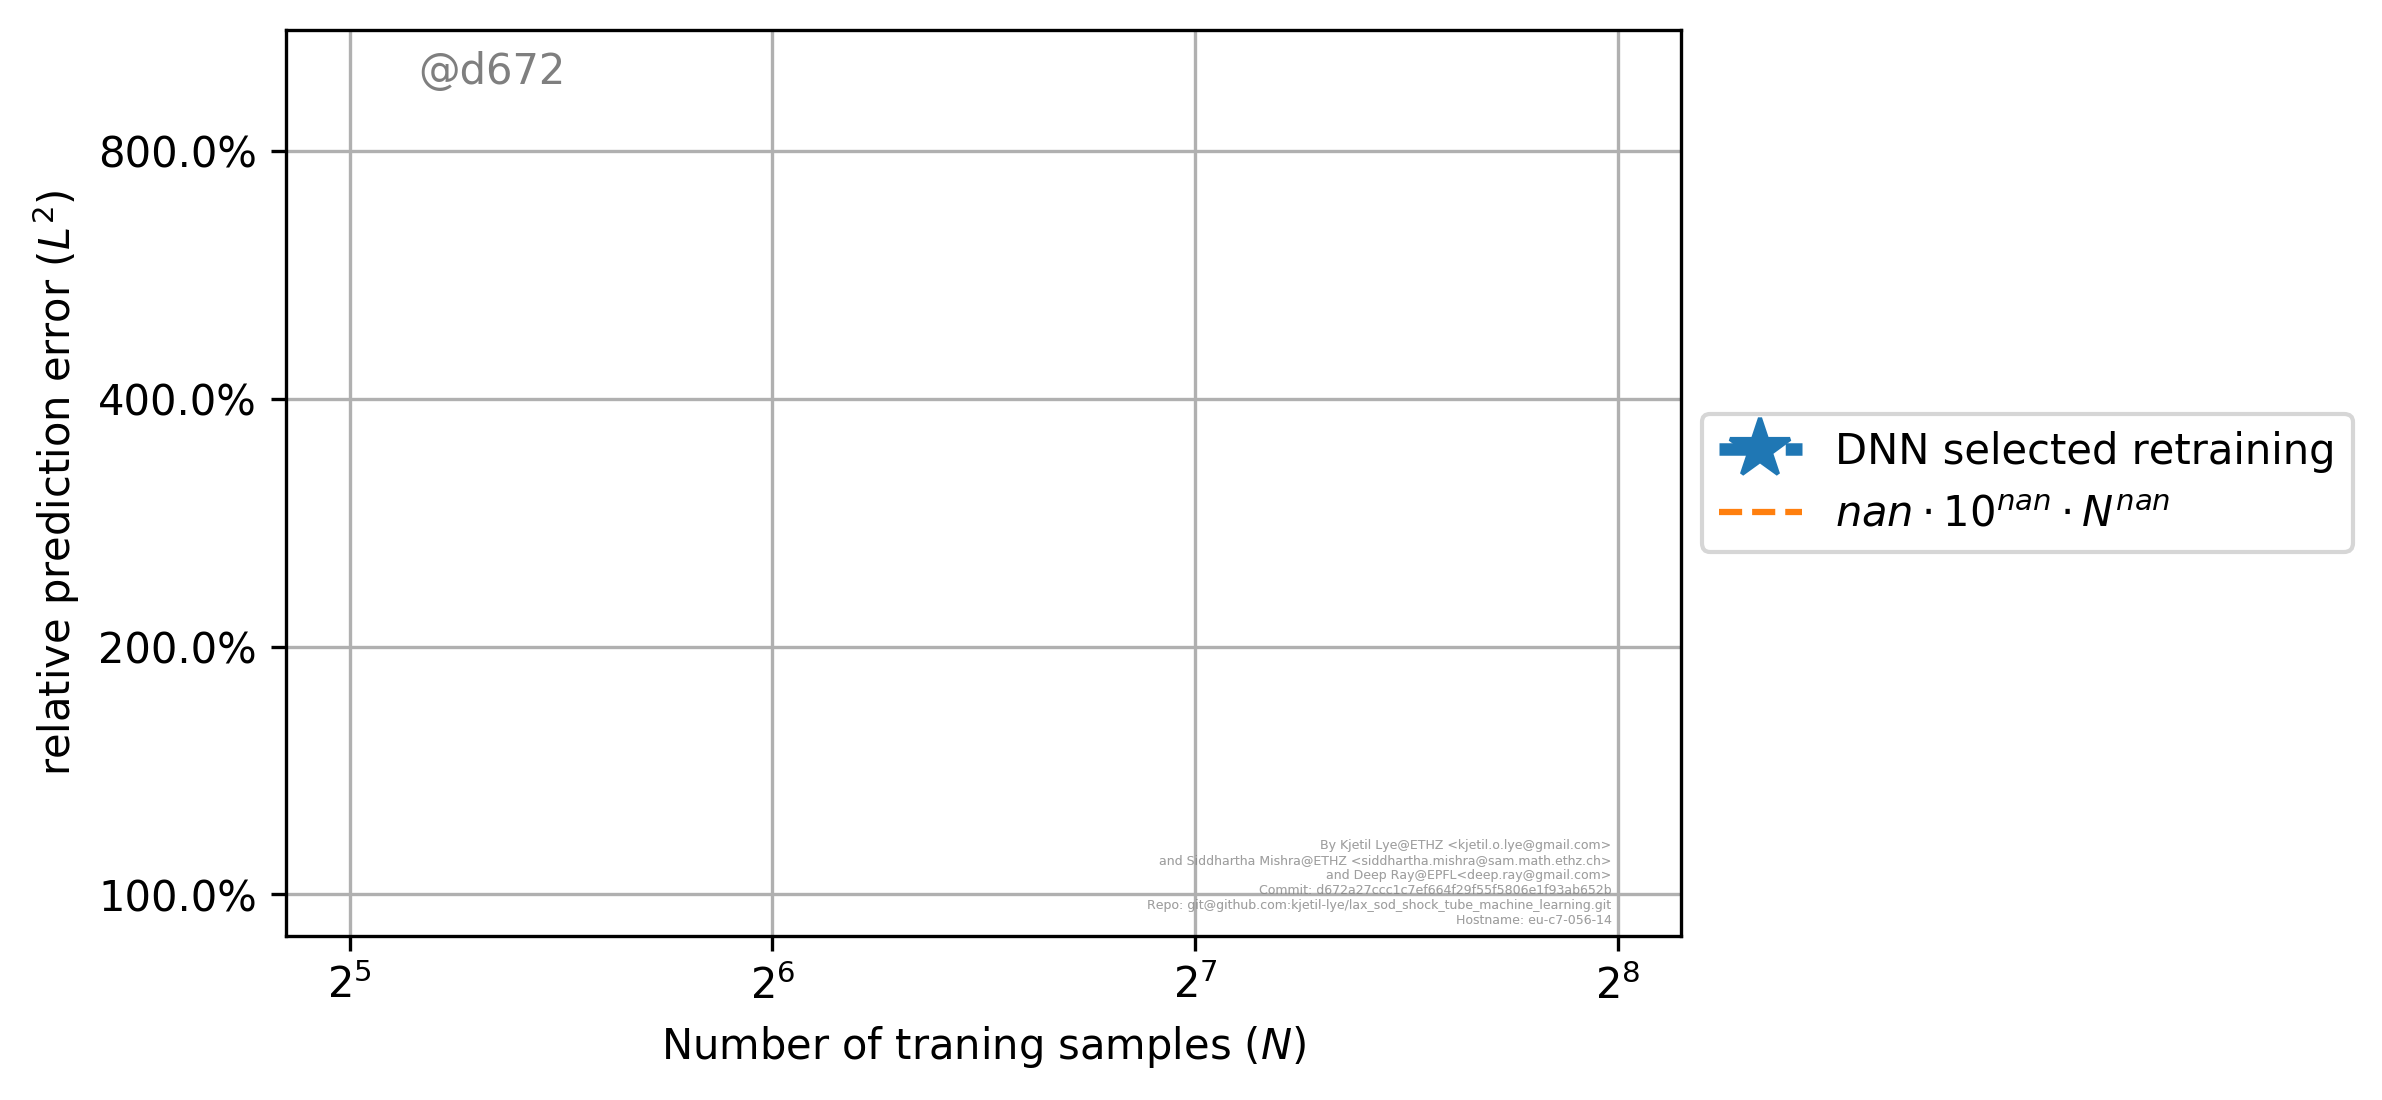 @d672
800.0%
400.0%
200.0%
100.0%
relative prediction error (L²)
2⁵
2⁶
2⁷
2⁸
Number of traning samples (N)
DNN selected retraining
nan · 10ⁿᵃⁿ · Nⁿᵃⁿ
By Kjetil Lye@ETHZ <kjetil.o.lye@gmail.com>
and Siddhartha Mishra@ETHZ <siddhartha.mishra@sam.math.ethz.ch>
and Deep Ray@EPFL<deep.ray@gmail.com>
Commit: d672a27ccc1c7ef664f29f55f5806e1f93ab652b
Repo: git@github.com:kjetil-lye/lax_sod_shock_tube_machine_learning.git
Hostname: eu-c7-056-14